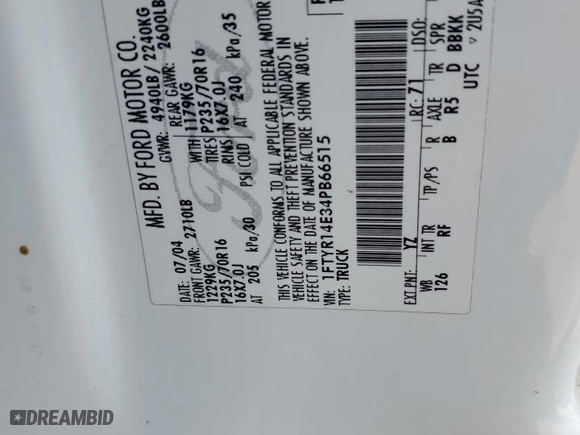 MFD. BY FORD MOTOR CO.
DATE: 07/04 GVWR: 4940LB/ 2240KG
FRONT GAWR: 2710LB REAR GAWR: 2600LB
1229KG WITH 1179KG WITH
P235/70R16 TIRES P235/70R16
16X7.0J RIMS 16X7.0J
AT 205 kPa/30 PSI COLD AT 240 kPa/35
THIS VEHICLE CONFORMS TO ALL APPLICABLE FEDERAL MOTOR
VEHICLE SAFETY AND THEFT PREVENTION STANDARDS IN
EFFECT ON THE DATE OF MANUFACTURE SHOWN ABOVE.
VIN: 1FTYR14E34PB66515
TYPE: TRUCK
EXT PNT: YZ RC: 71 DSO:
WB INT TR TP/PS R AXLE TR SPR
126 RF B R5 D BBKK
UTC
Ford
DREAMBID